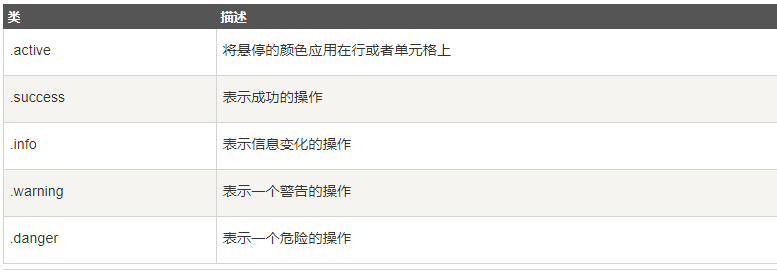 类 描述
.active 将悬停的颜色应用在行或者单元格上
.success 表示成功的操作
.info 表示信息变化的操作
.warning 表示一个警告的操作
.danger 表示一个危险的操作